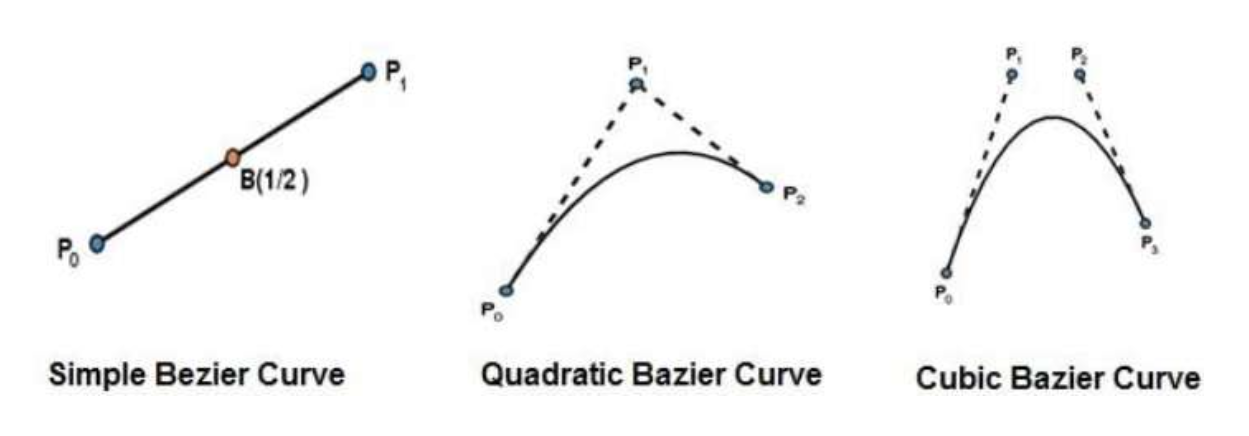 P₁
B(1/2)
P₀
Simple Bezier Curve
P₁
P₂
P₀
Quadratic Bazier Curve
P₁ P₂
P₃
P₀
Cubic Bazier Curve